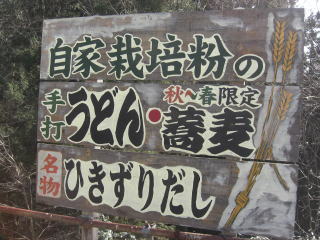 自家栽培粉の
手打うどん・蕎麦
秋〜春限定
名物ひきずりだし